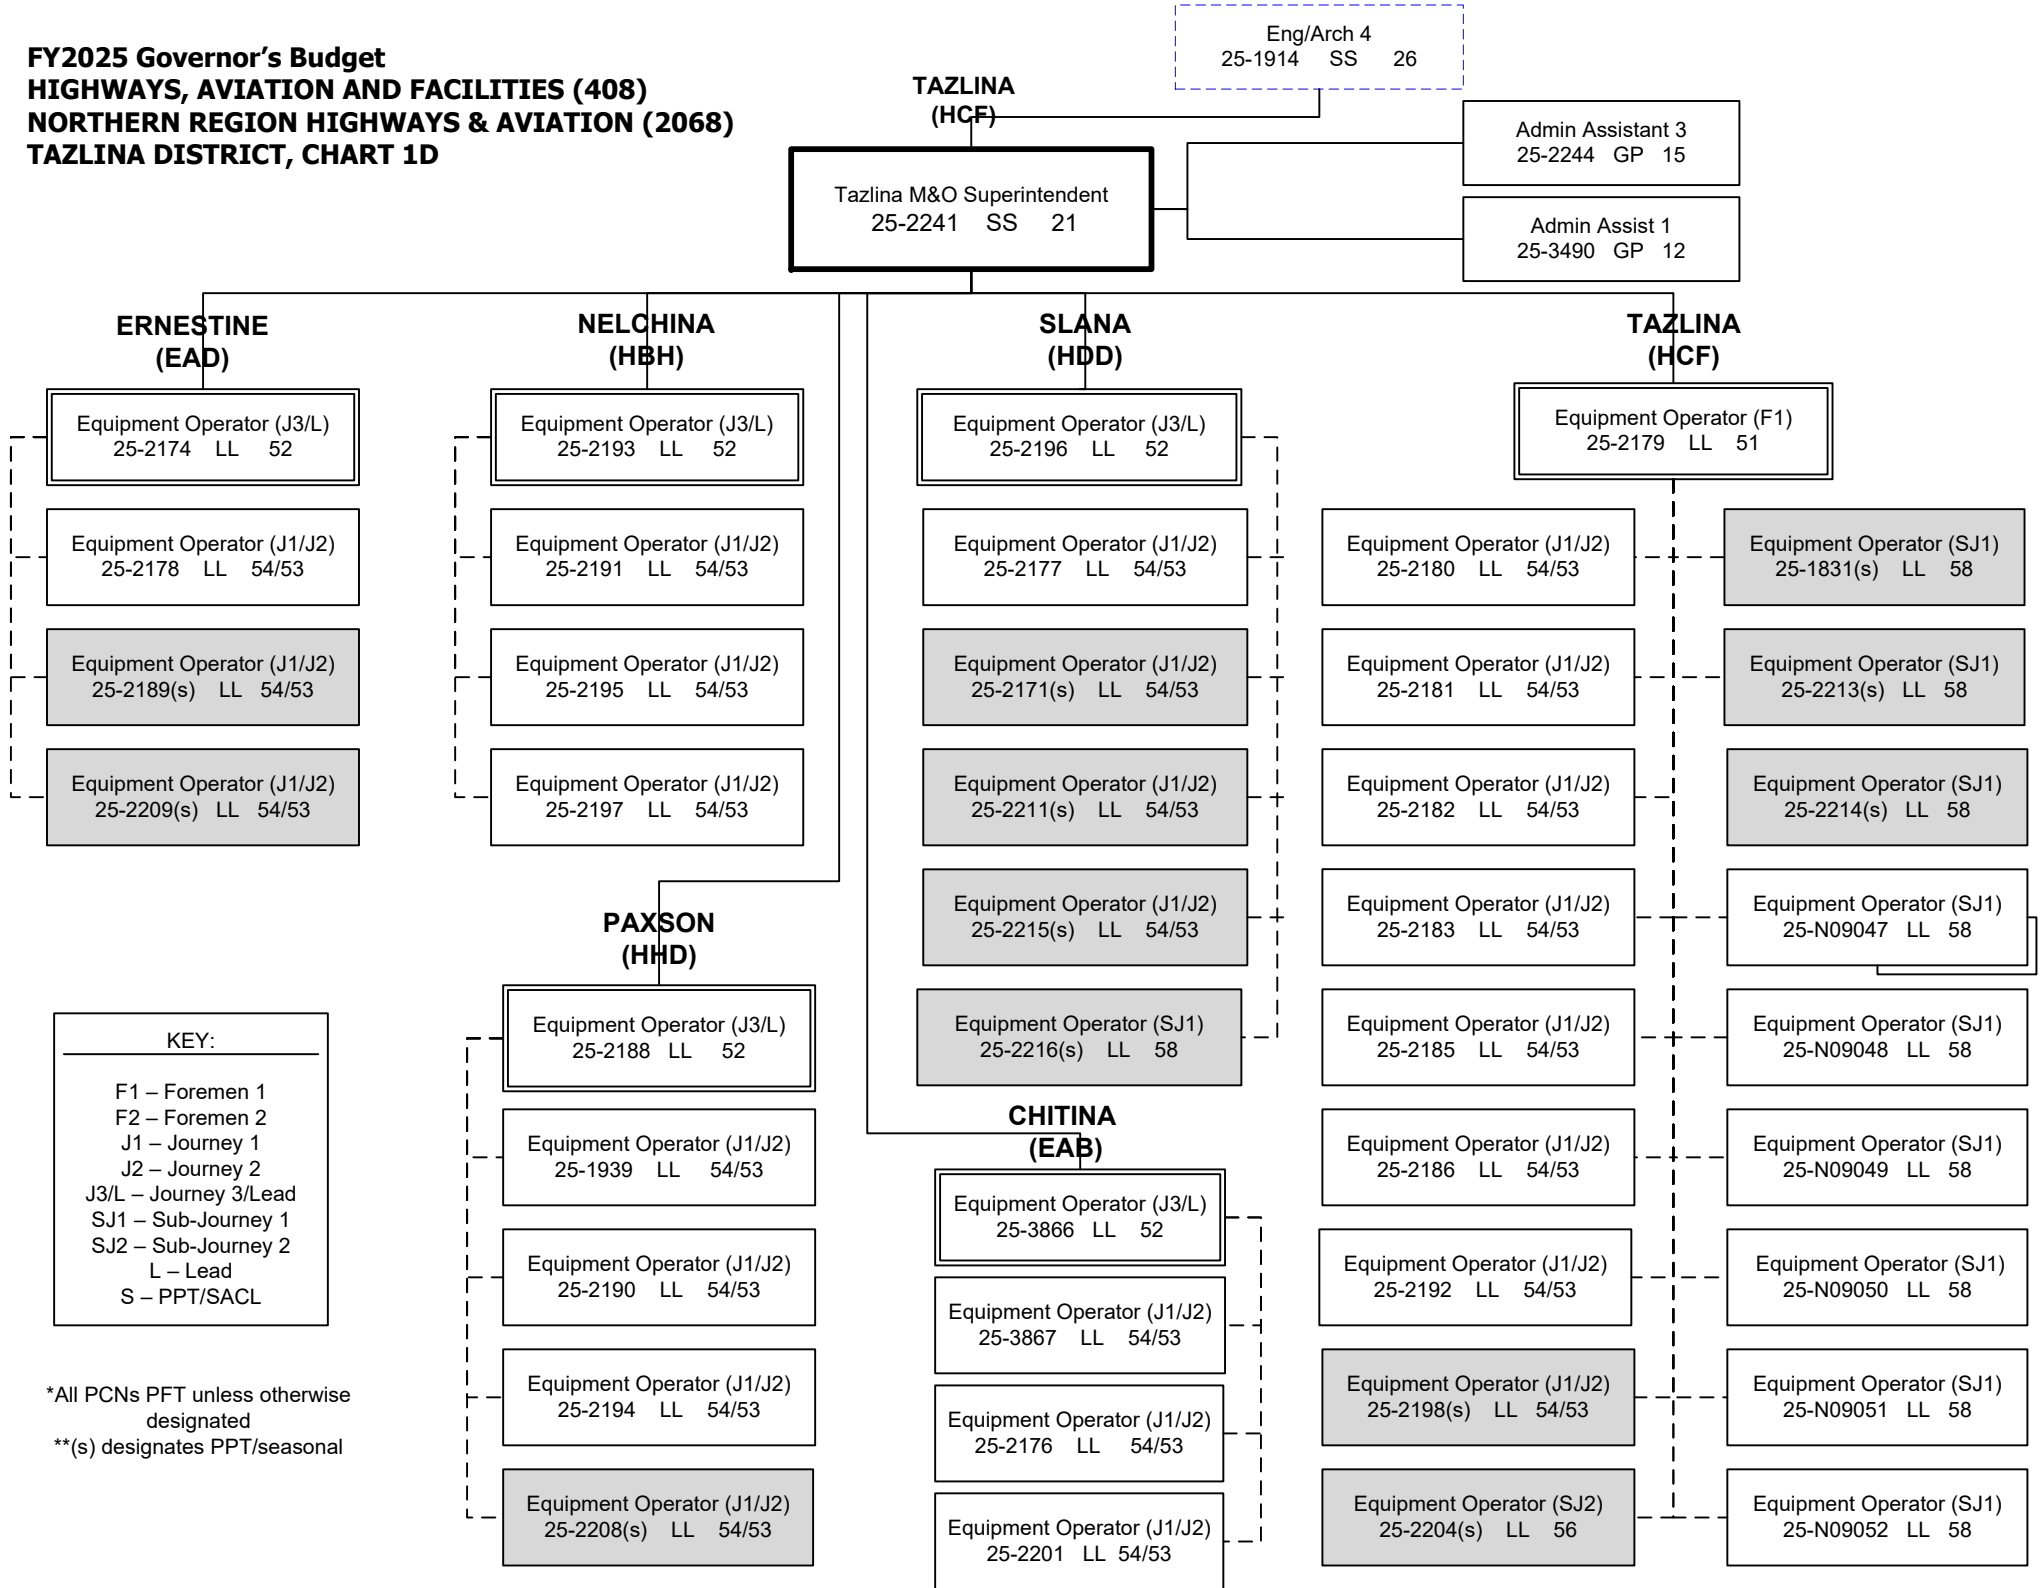 FY2025 Governor’s Budget
HIGHWAYS, AVIATION AND FACILITIES (408)
NORTHERN REGION HIGHWAYS & AVIATION (2068)
TAZLINA DISTRICT, CHART 1D
Eng/Arch 4
25-1914 SS 26
TAZLINA
(HCF)
Tazlina M&O Superintendent
25-2241 SS 21
Admin Assistant 3
25-2244 GP 15
Admin Assist 1
25-3490 GP 12
ERNESTINE
(EAD)
Equipment Operator (J3/L)
25-2174 LL 52
Equipment Operator (J1/J2)
25-2178 LL 54/53
Equipment Operator (J1/J2)
25-2189(s) LL 54/53
Equipment Operator (J1/J2)
25-2209(s) LL 54/53
NELCHINA
(HBH)
Equipment Operator (J3/L)
25-2193 LL 52
Equipment Operator (J1/J2)
25-2191 LL 54/53
Equipment Operator (J1/J2)
25-2195 LL 54/53
Equipment Operator (J1/J2)
25-2197 LL 54/53
PAXSON
(HHD)
Equipment Operator (J3/L)
25-2188 LL 52
Equipment Operator (J1/J2)
25-1939 LL 54/53
Equipment Operator (J1/J2)
25-2190 LL 54/53
Equipment Operator (J1/J2)
25-2194 LL 54/53
Equipment Operator (J1/J2)
25-2208(s) LL 54/53
SLANA
(HDD)
Equipment Operator (J3/L)
25-2196 LL 52
Equipment Operator (J1/J2)
25-2177 LL 54/53
Equipment Operator (J1/J2)
25-2171(s) LL 54/53
Equipment Operator (J1/J2)
25-2211(s) LL 54/53
Equipment Operator (J1/J2)
25-2215(s) LL 54/53
Equipment Operator (SJ1)
25-2216(s) LL 58
CHITINA
(EAB)
Equipment Operator (J3/L)
25-3866 LL 52
Equipment Operator (J1/J2)
25-3867 LL 54/53
Equipment Operator (J1/J2)
25-2176 LL 54/53
Equipment Operator (J1/J2)
25-2201 LL 54/53
TAZLINA
(HCF)
Equipment Operator (F1)
25-2179 LL 51
Equipment Operator (J1/J2)
25-2180 LL 54/53
Equipment Operator (J1/J2)
25-2181 LL 54/53
Equipment Operator (J1/J2)
25-2182 LL 54/53
Equipment Operator (J1/J2)
25-2183 LL 54/53
Equipment Operator (J1/J2)
25-2185 LL 54/53
Equipment Operator (J1/J2)
25-2186 LL 54/53
Equipment Operator (J1/J2)
25-2192 LL 54/53
Equipment Operator (J1/J2)
25-2198(s) LL 54/53
Equipment Operator (SJ2)
25-2204(s) LL 56
Equipment Operator (SJ1)
25-1831(s) LL 58
Equipment Operator (SJ1)
25-2213(s) LL 58
Equipment Operator (SJ1)
25-2214(s) LL 58
Equipment Operator (SJ1)
25-N09047 LL 58
Equipment Operator (SJ1)
25-N09048 LL 58
Equipment Operator (SJ1)
25-N09049 LL 58
Equipment Operator (SJ1)
25-N09050 LL 58
Equipment Operator (SJ1)
25-N09051 LL 58
Equipment Operator (SJ1)
25-N09052 LL 58
KEY:
F1 – Foremen 1
F2 – Foremen 2
J1 – Journey 1
J2 – Journey 2
J3/L – Journey 3/Lead
SJ1 – Sub-Journey 1
SJ2 – Sub-Journey 2
L – Lead
S – PPT/SACL
*All PCNs PFT unless otherwise
designated
**(s) designates PPT/seasonal